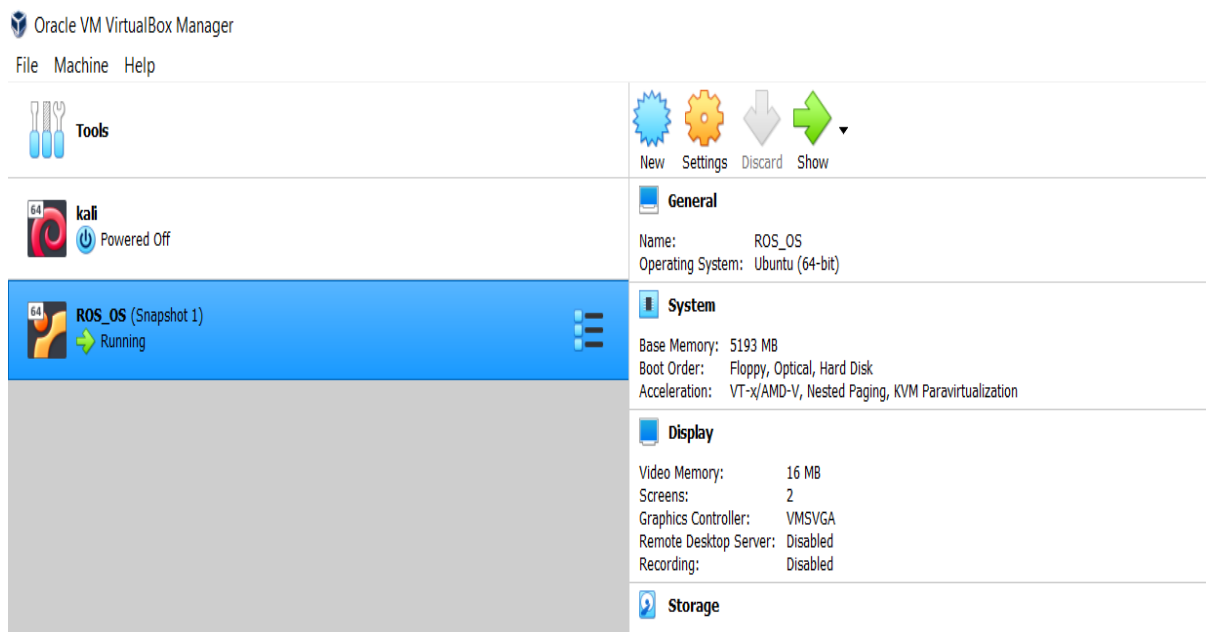 Oracle VM VirtualBox Manager
File Machine Help
Tools
64
kali
Powered Off
64
ROS_OS (Snapshot 1)
Running
New Settings Discard Show
General
Name: ROS_OS
Operating System: Ubuntu (64-bit)
System
Base Memory: 5193 MB
Boot Order: Floppy, Optical, Hard Disk
Acceleration: VT-x/AMD-V, Nested Paging, KVM Paravirtualization
Display
Video Memory: 16 MB
Screens: 2
Graphics Controller: VMSVGA
Remote Desktop Server: Disabled
Recording: Disabled
Storage